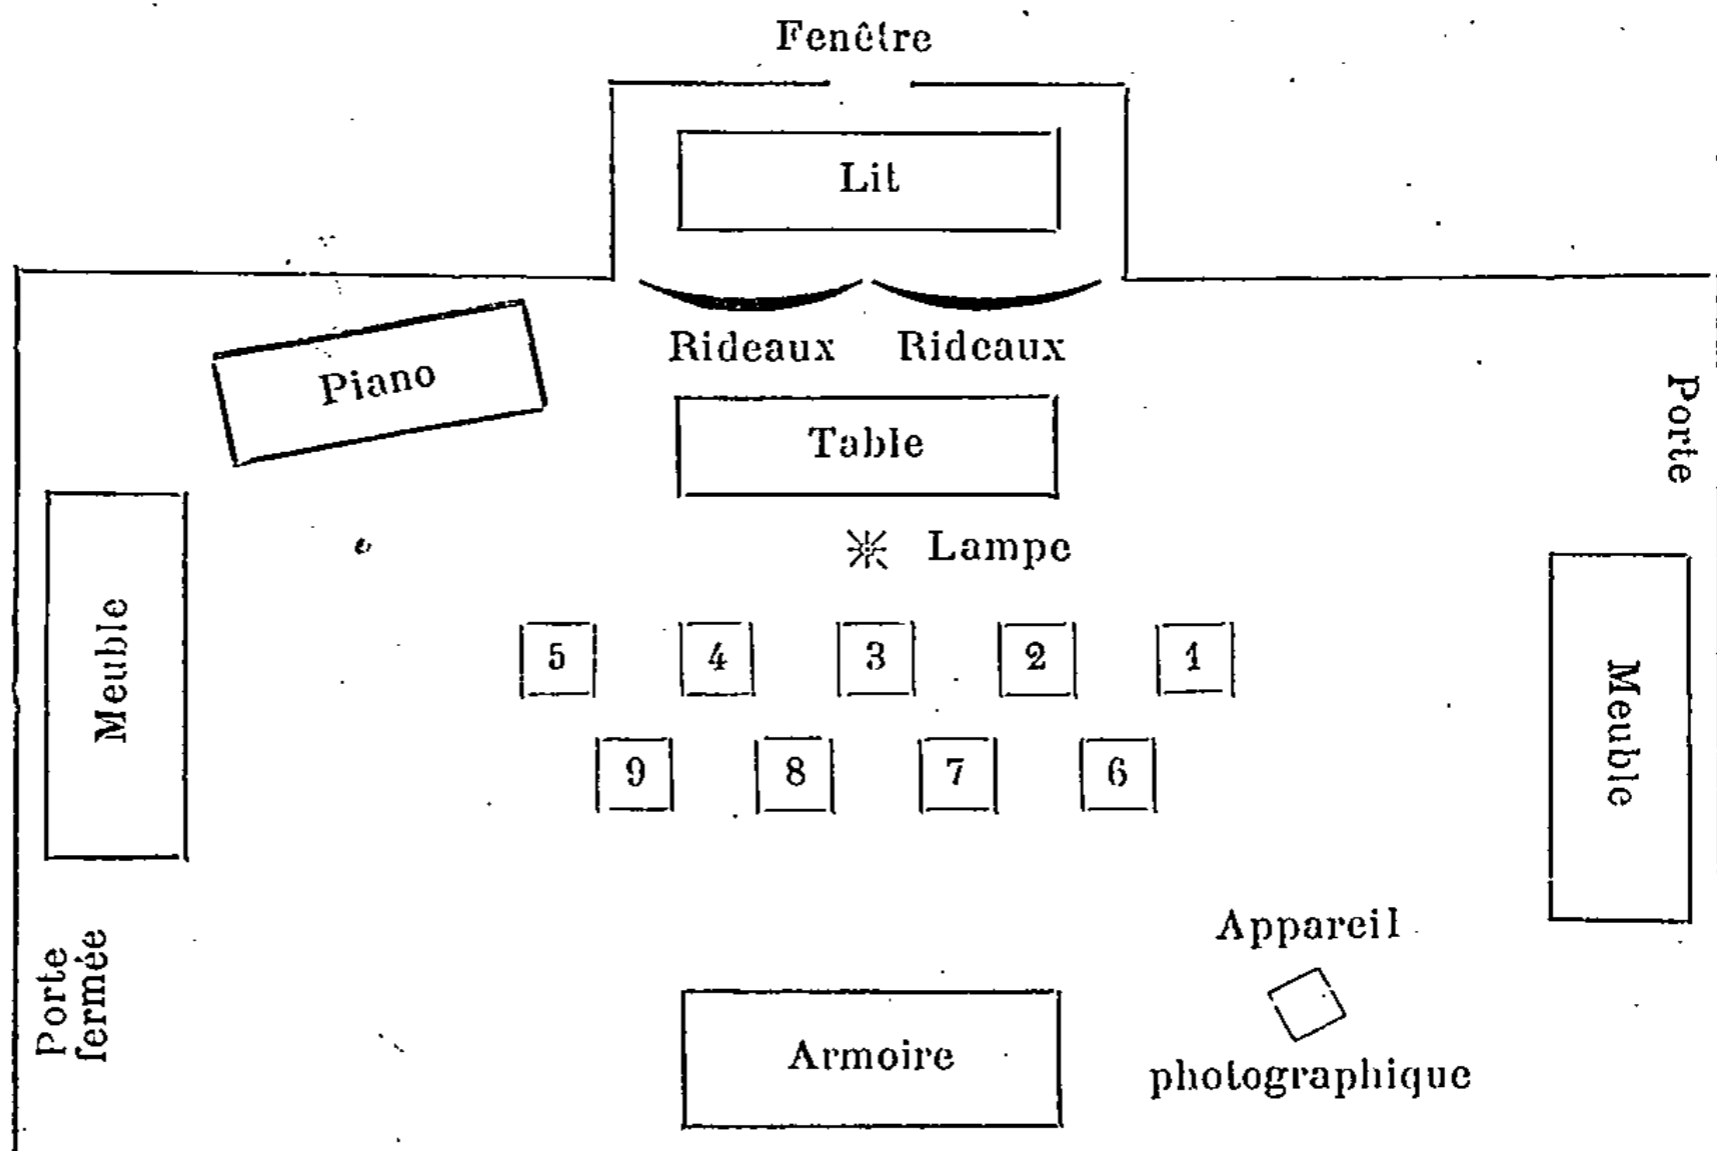 Fenêtre
Lit
Rideaux Rideaux
Piano
Porte
Table
Lampe
Meuble
5 4 3 2 1
Meuble
9 8 7 6
Porte
fermée
Appareil
photographique
Armoire